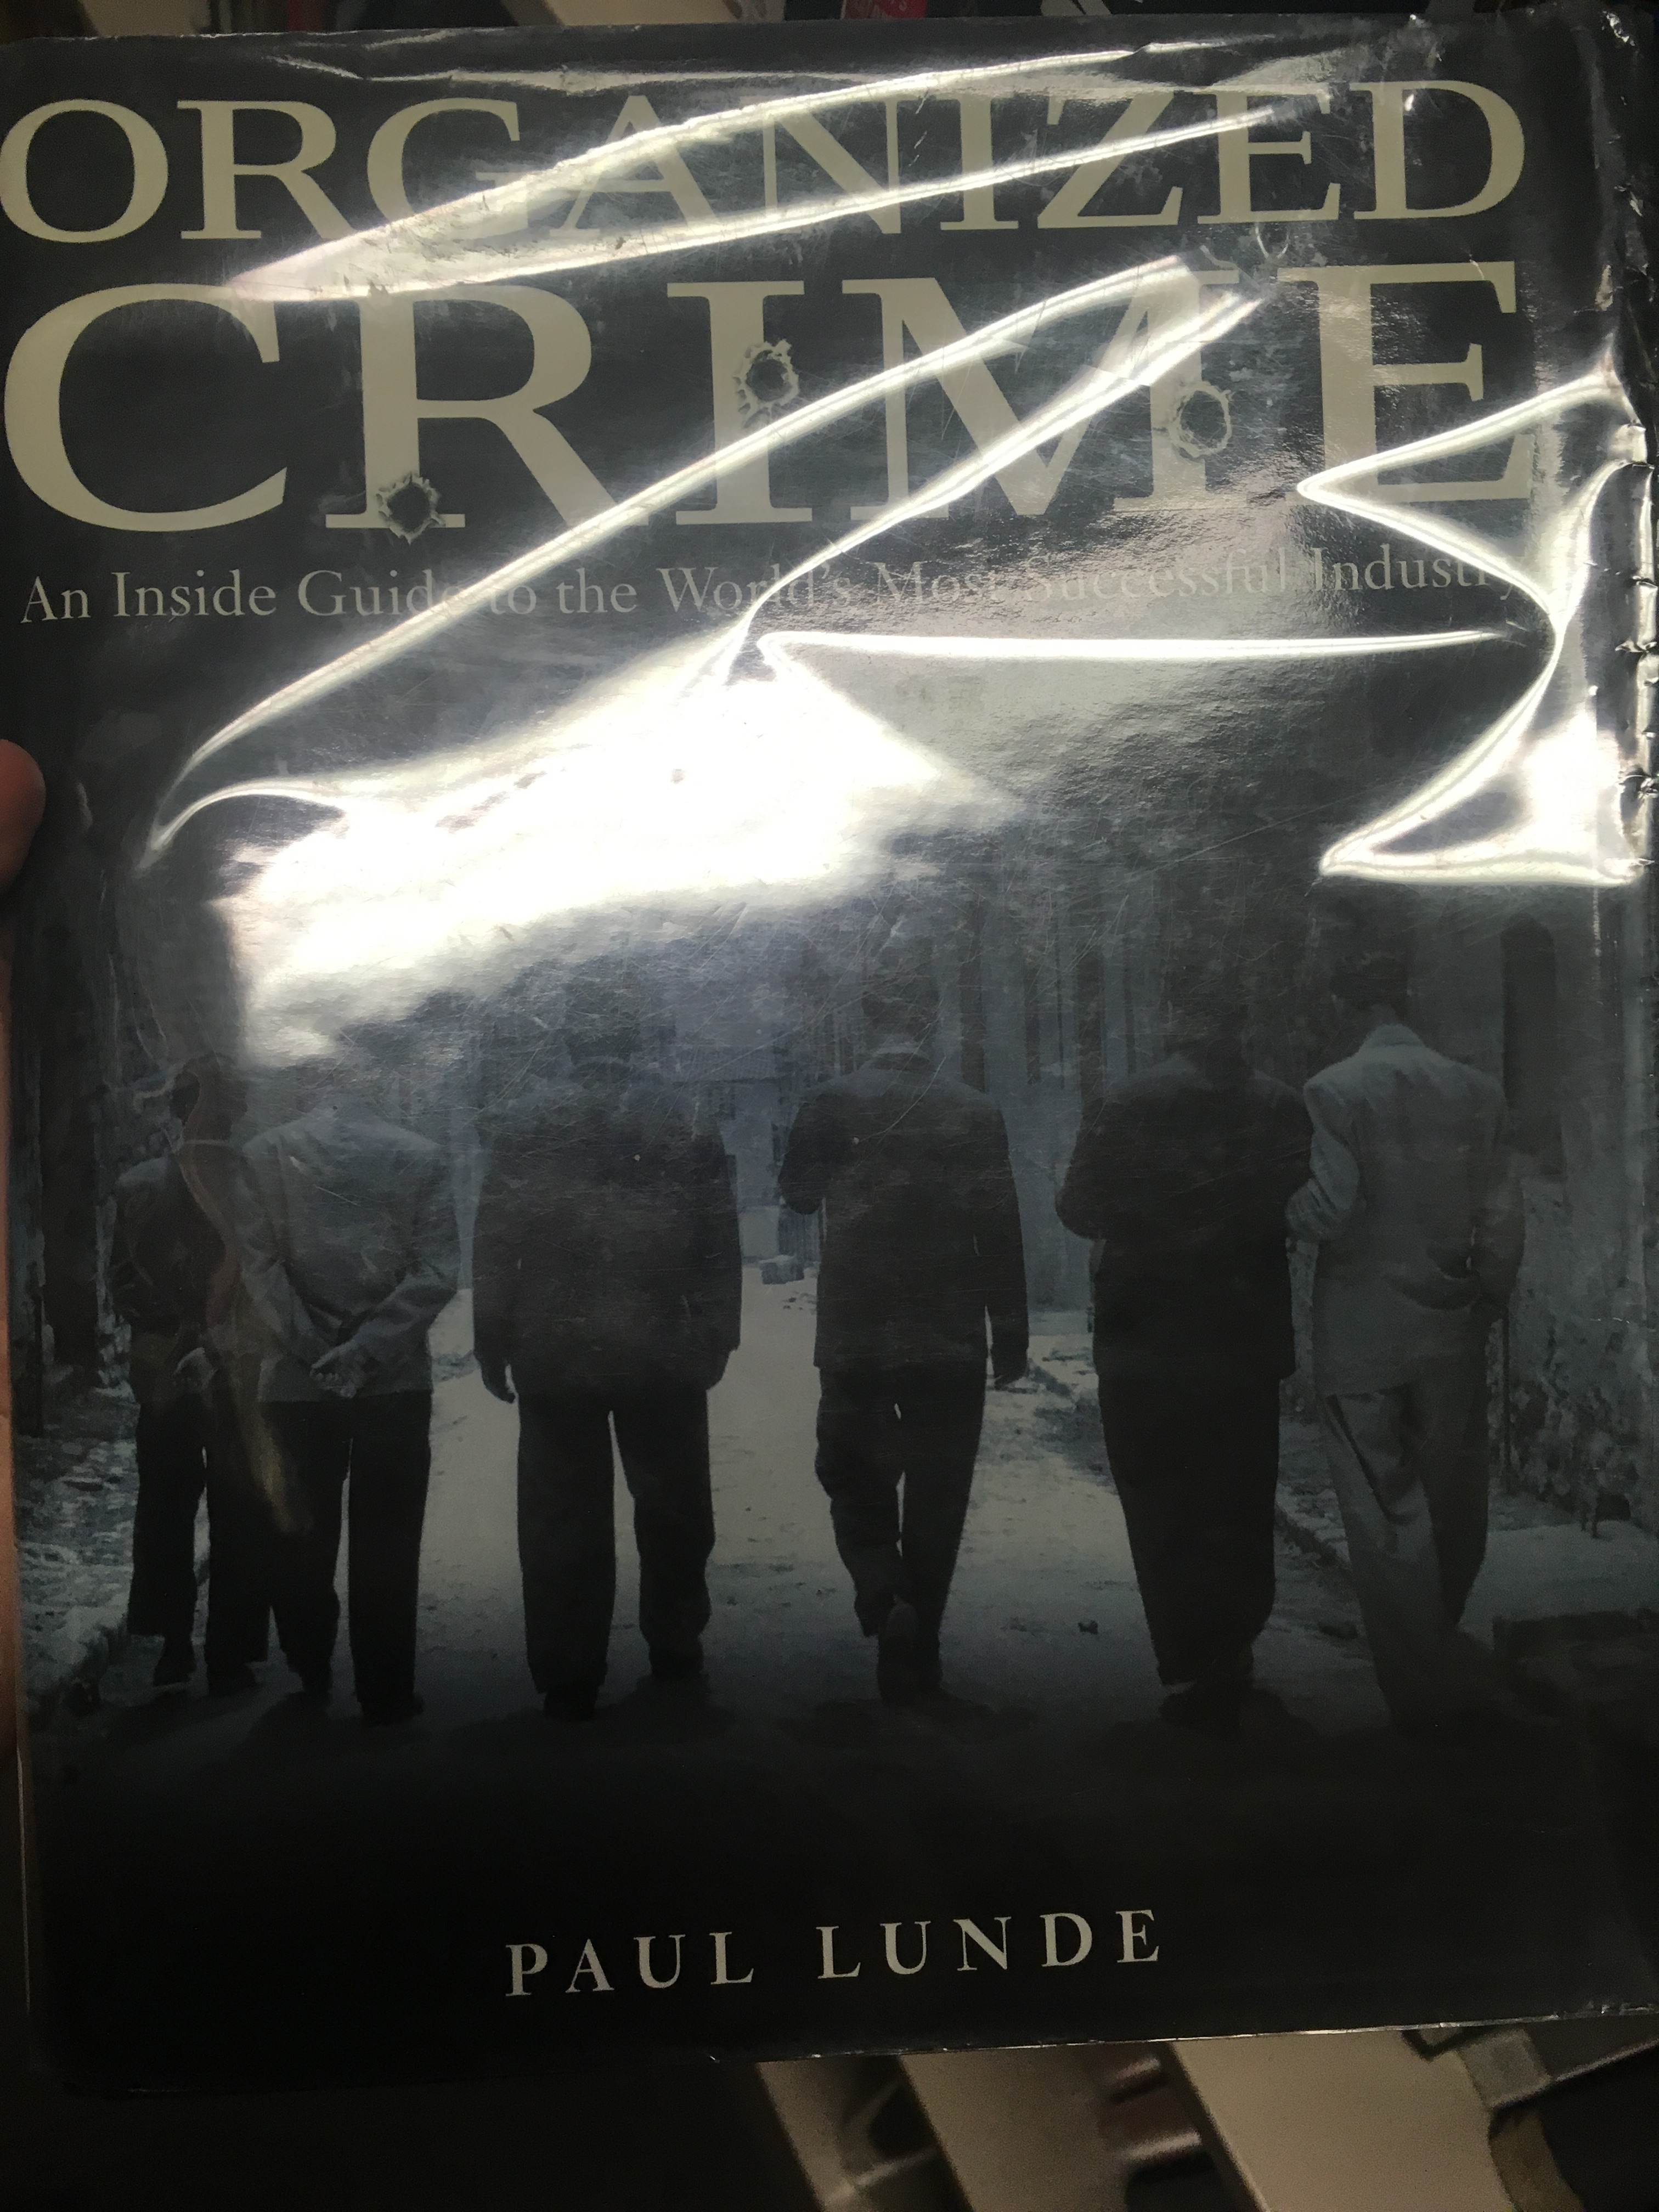 ORGANIZED
CRIME
An Inside Guide to the World's Most Successful Industry
PAUL LUNDE